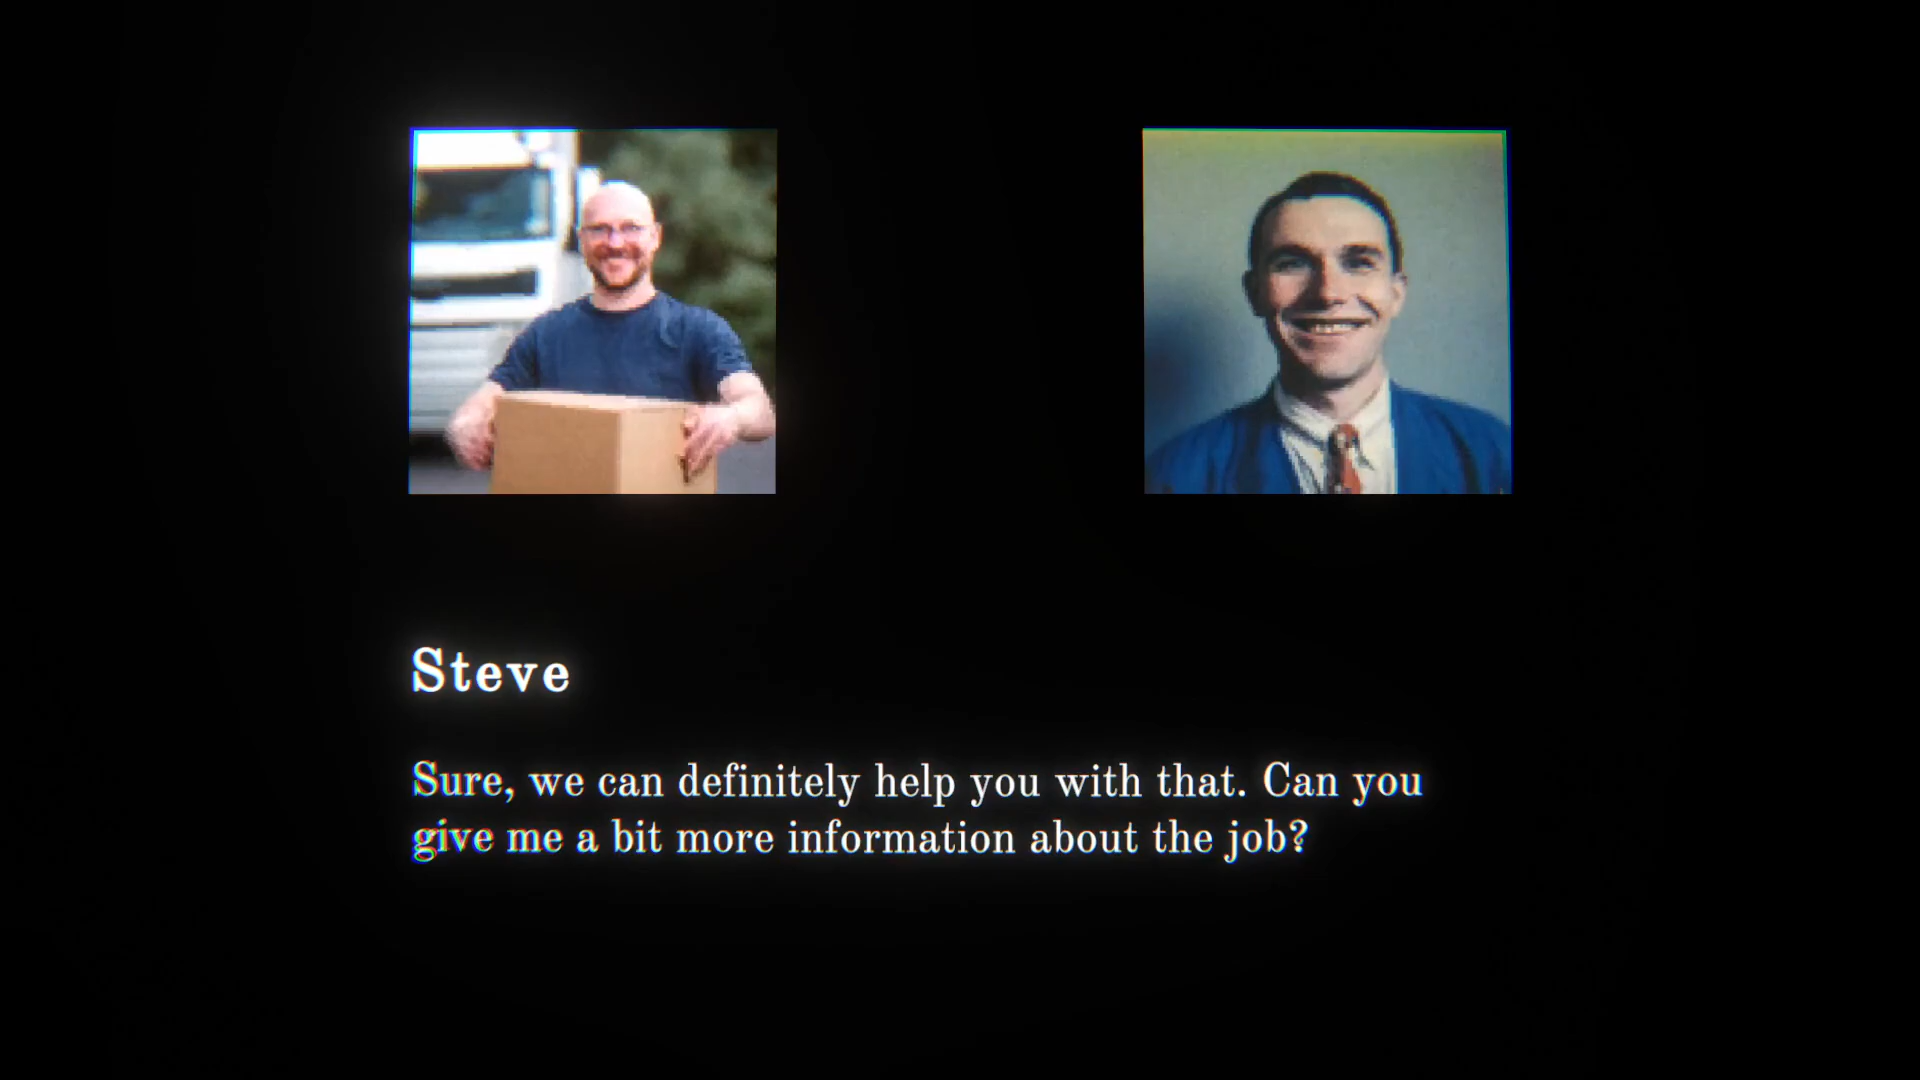 Steve
Sure, we can definitely help you with that. Can you
give me a bit more information about the job?